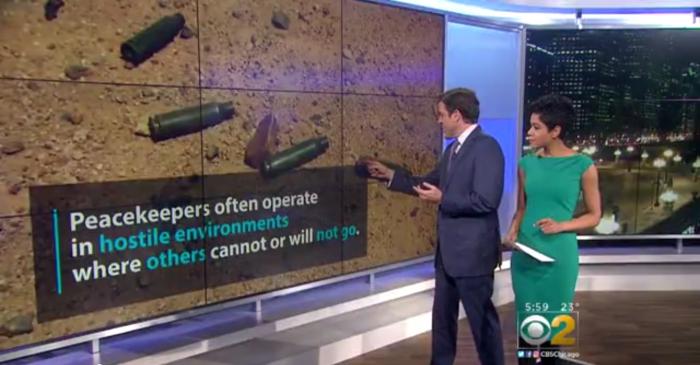 Peacekeepers often operate
in hostile environments
where others cannot or will not go.
5:59 23°
2
CBSChicago